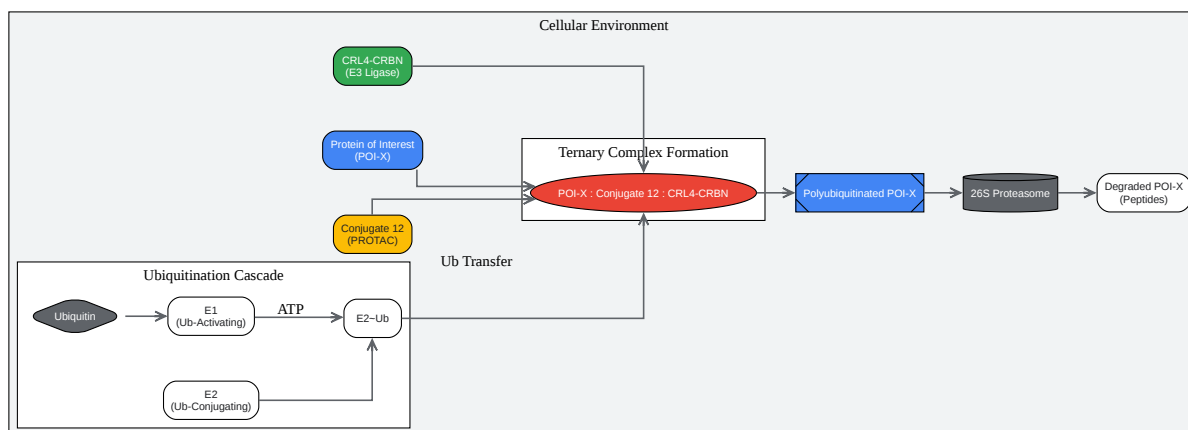 Cellular Environment
CRL4-CRBN
(E3 Ligase)
Protein of Interest
(POI-X)
Ternary Complex Formation
POI-X : Conjugate 12 : CRL4-CRBN
Polyubiquitinated POI-X
26S Proteasome
Degraded POI-X
(Peptides)
Conjugate 12
(PROTAC)
Ub Transfer
Ubiquitination Cascade
Ubiquitin
E1
(Ub-Activating)
ATP
E2~Ub
E2
(Ub-Conjugating)